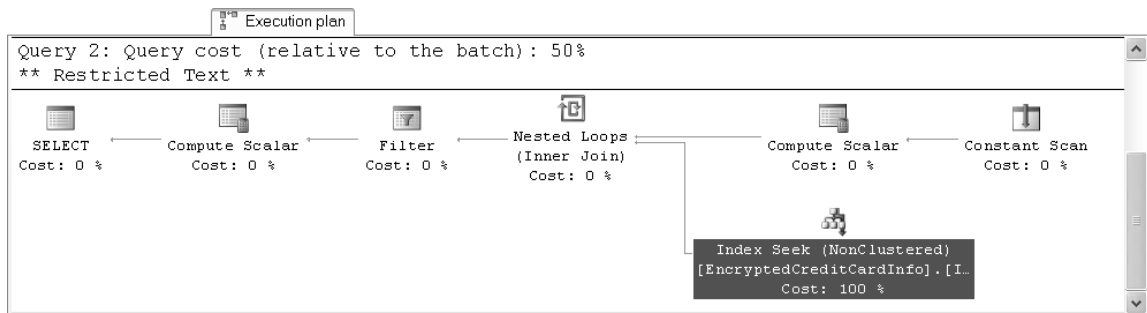 Execution plan
Query 2: Query cost (relative to the batch): 50%
** Restricted Text **
SELECT
Cost: 0 %
Compute Scalar
Cost: 0 %
Filter
Cost: 0 %
Nested Loops
(Inner Join)
Cost: 0 %
Compute Scalar
Cost: 0 %
Constant Scan
Cost: 0 %
Index Seek (NonClustered)
[EncryptedCreditCardInfo].[I…
Cost: 100 %